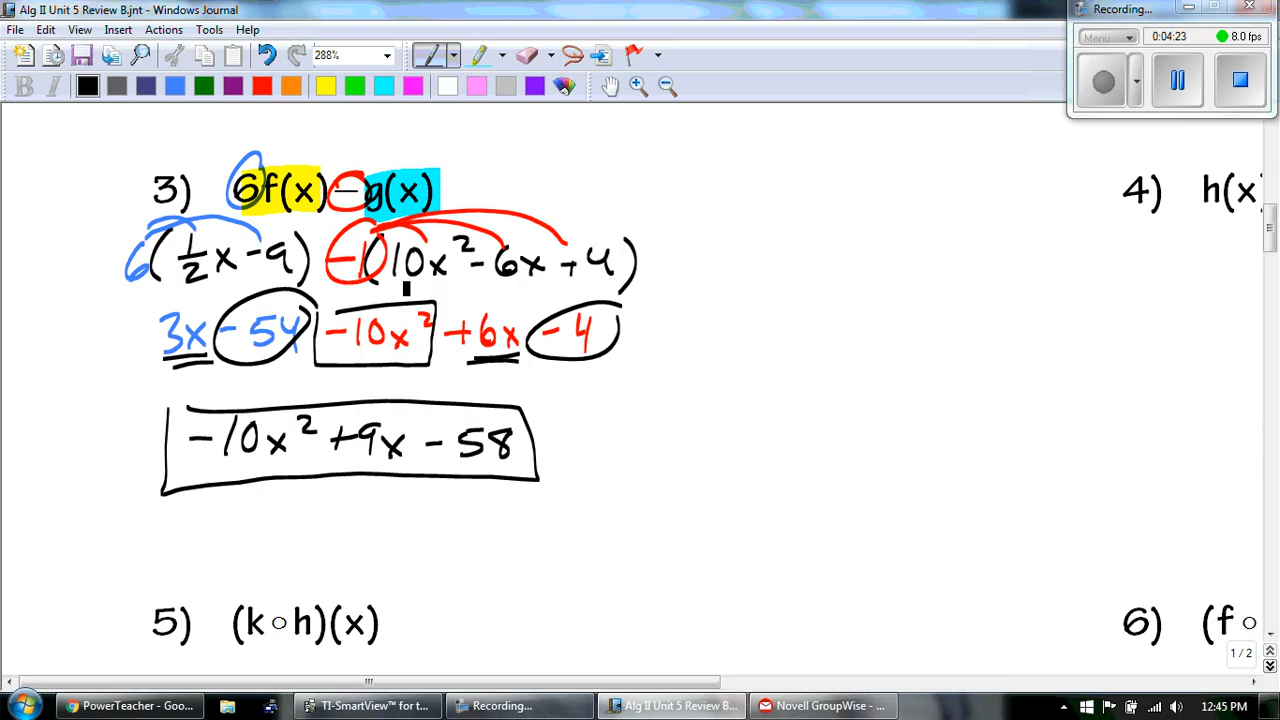 Alg II Unit 5 Review B.jnt - Windows Journal
File Edit View Insert Actions Tools Help
288%
Recording...
Menu
0:04:23
8.0 fps
3) 6f(x) − g(x)
4) h(x)
6(1/2x - 9) -1(10x² - 6x + 4)
3x - 54 -10x² + 6x - 4
-10x² + 9x - 58
5) (k ○ h)(x)
6) (f ○
1 / 2
PowerTeacher - Goo...
TI-SmartView™ for t...
Recording...
Alg II Unit 5 Review B...
Novell GroupWise - ...
12:45 PM